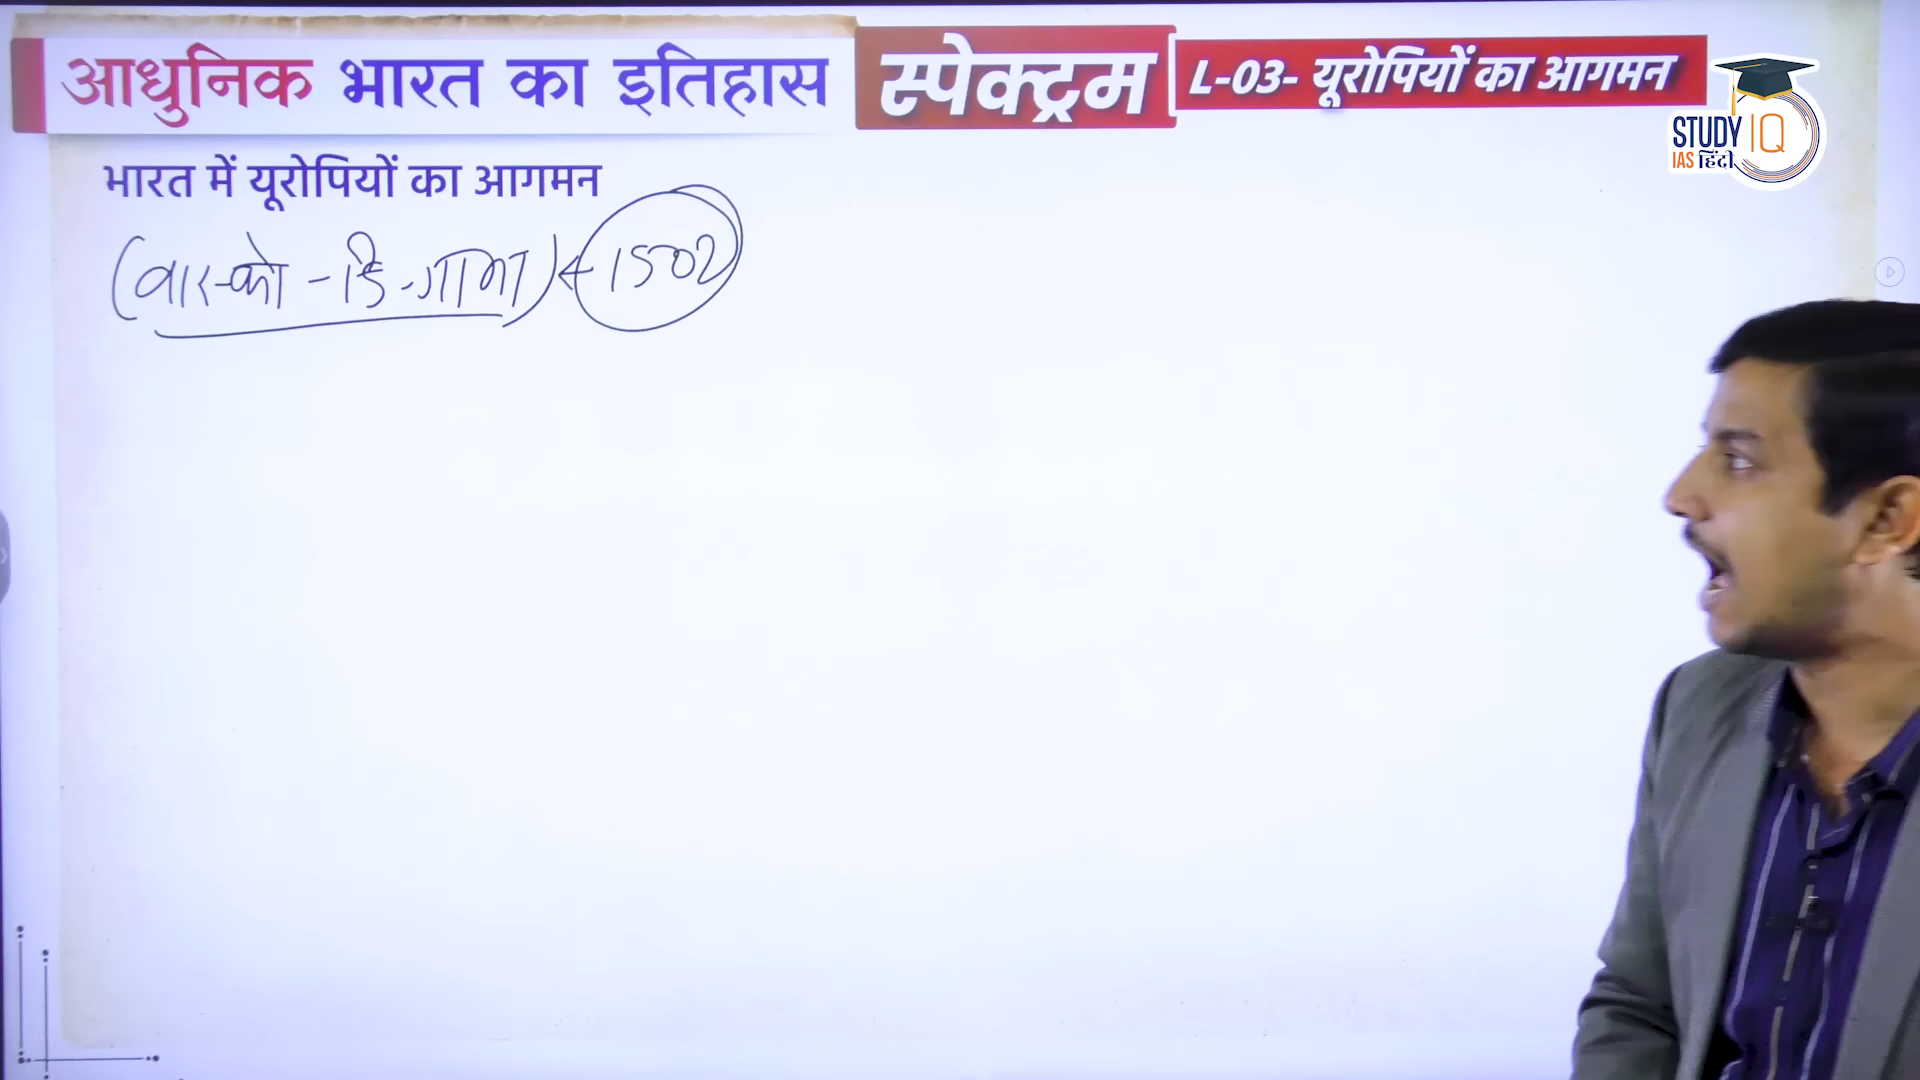 आधुनिक भारत का इतिहास स्पेक्ट्रम L-03- यूरोपियों का आगमन
STUDY IQ
IAS हिंदी
भारत में यूरोपियों का आगमन
(वास्को-डि-गामा) ← 1502